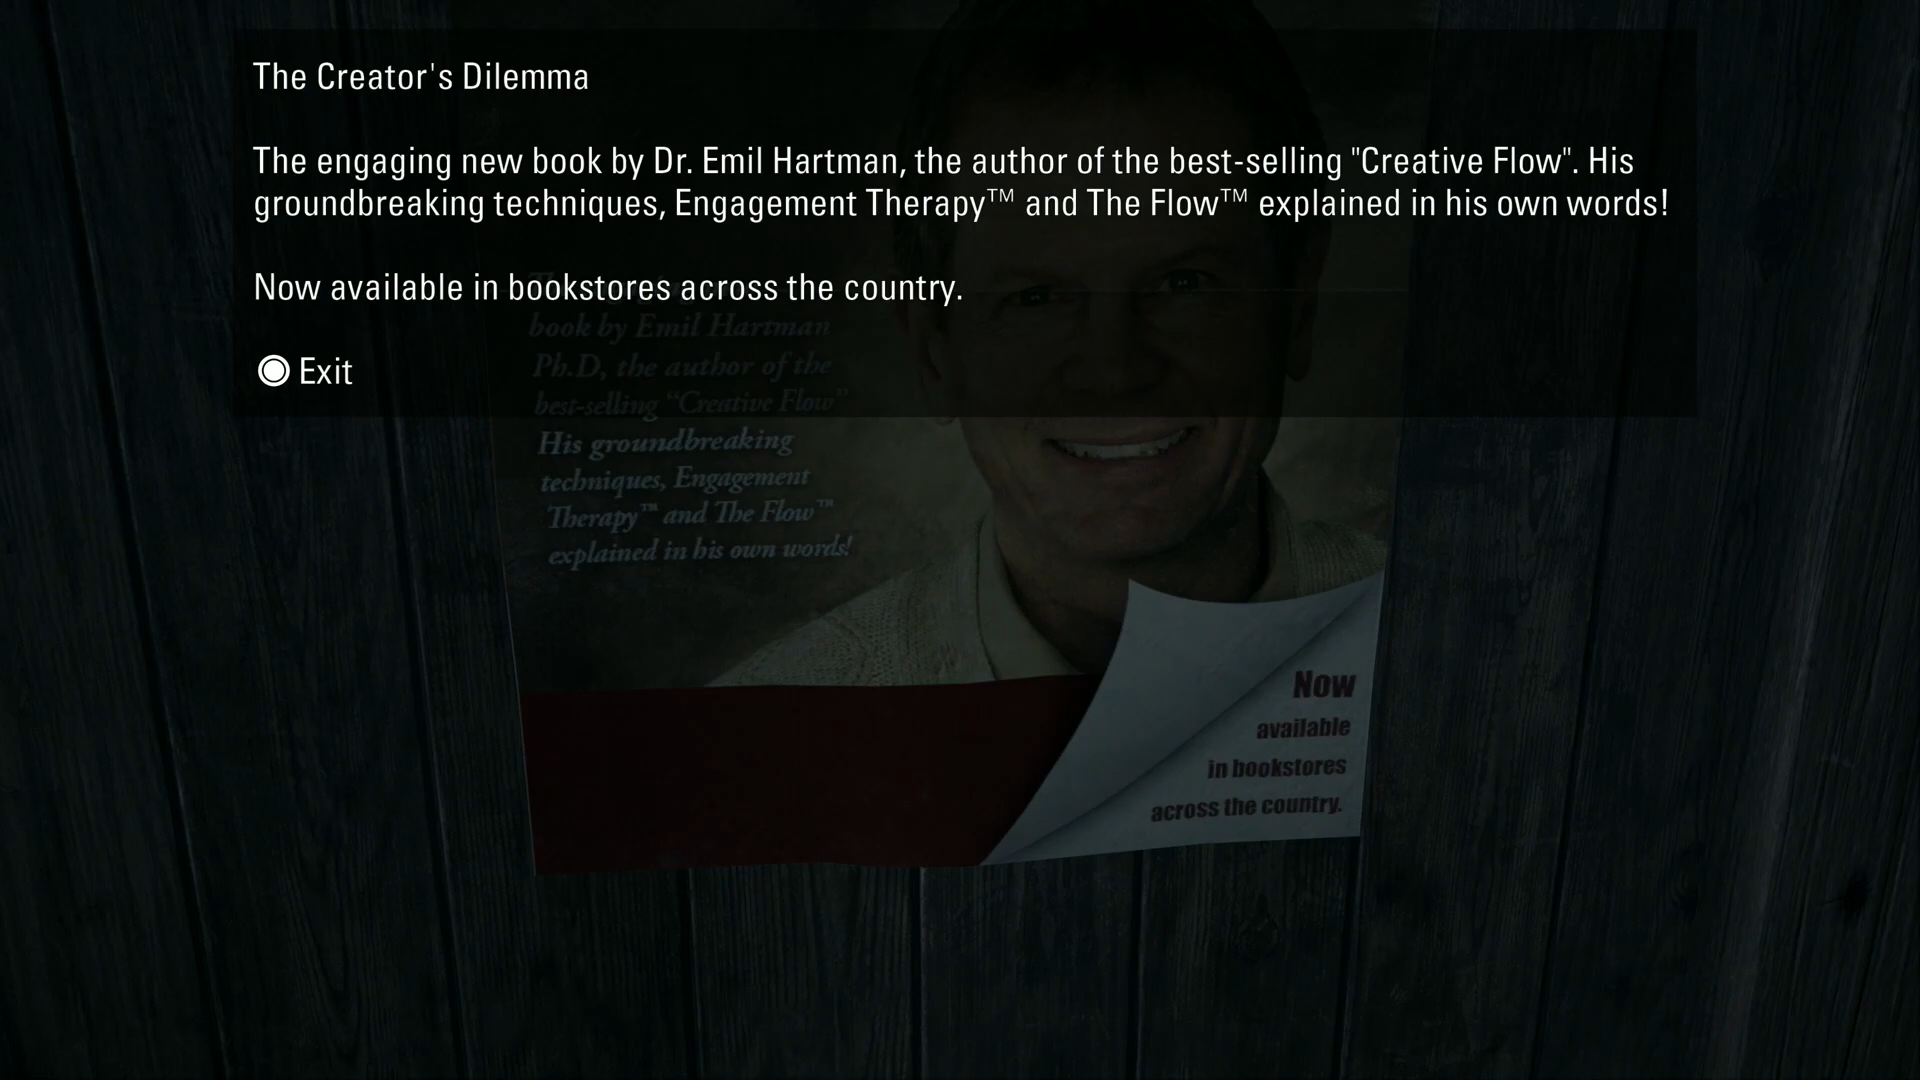 The Creator's Dilemma
The engaging new book by Dr. Emil Hartman, the author of the best-selling "Creative Flow". His
groundbreaking techniques, Engagement Therapy™ and The Flow™ explained in his own words!
Now available in bookstores across the country.
Exit
book by Emil Hartman
Ph.D, the author of the
best-selling “Creative Flow”
His groundbreaking
techniques, Engagement
Therapy™ and The Flow™
explained in his own words!
Now
available
in bookstores
across the country.